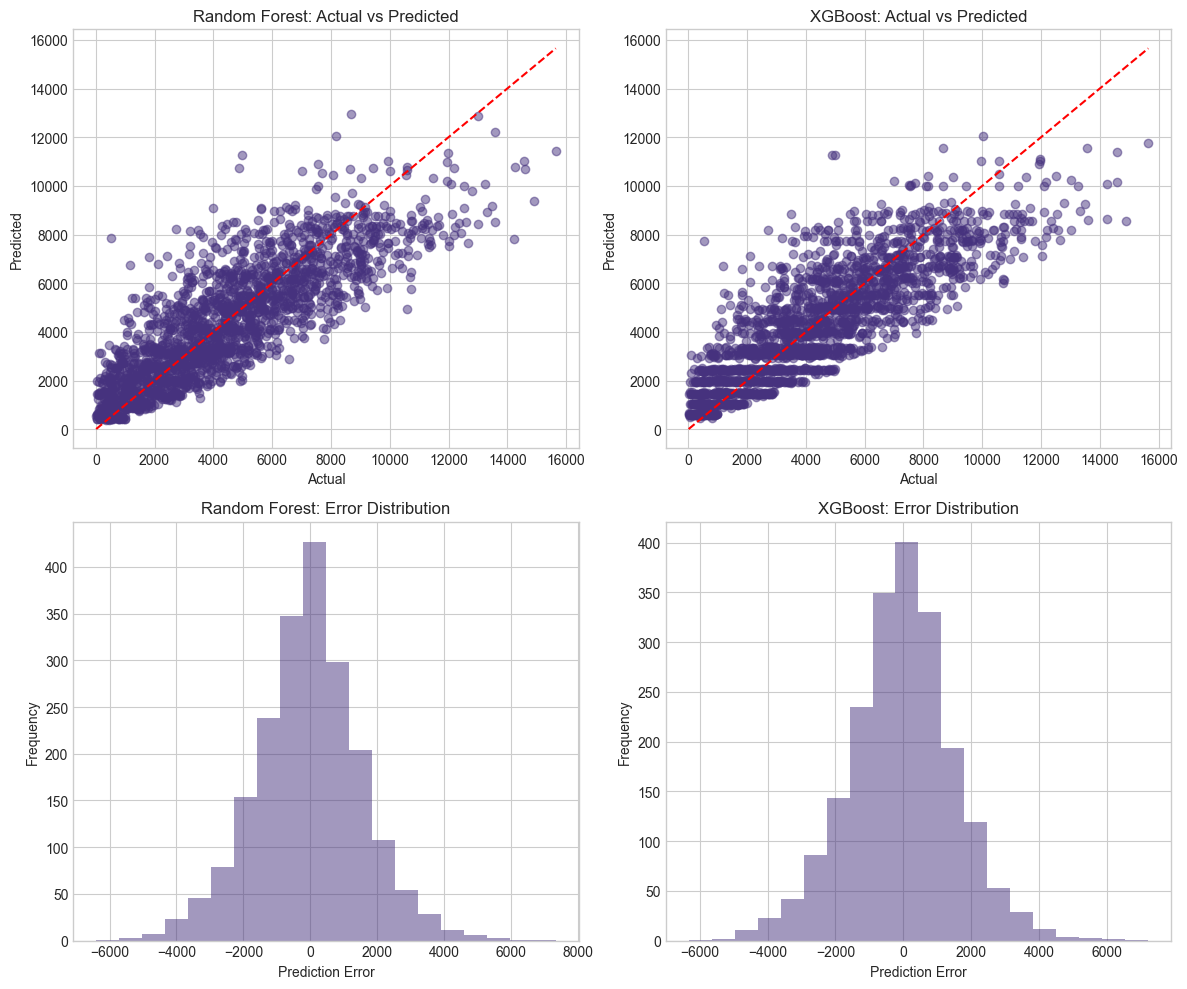 Random Forest: Actual vs Predicted
16000
14000
12000
10000
8000
6000
4000
2000
0
Predicted
0 2000 4000 6000 8000 10000 12000 14000 16000
Actual
XGBoost: Actual vs Predicted
16000
14000
12000
10000
8000
6000
4000
2000
0
Predicted
0 2000 4000 6000 8000 10000 12000 14000 16000
Actual
Random Forest: Error Distribution
400
350
300
250
200
150
100
50
0
Frequency
−6000 −4000 −2000 0 2000 4000 6000 8000
Prediction Error
XGBoost: Error Distribution
400
350
300
250
200
150
100
50
0
Frequency
−6000 −4000 −2000 0 2000 4000 6000
Prediction Error